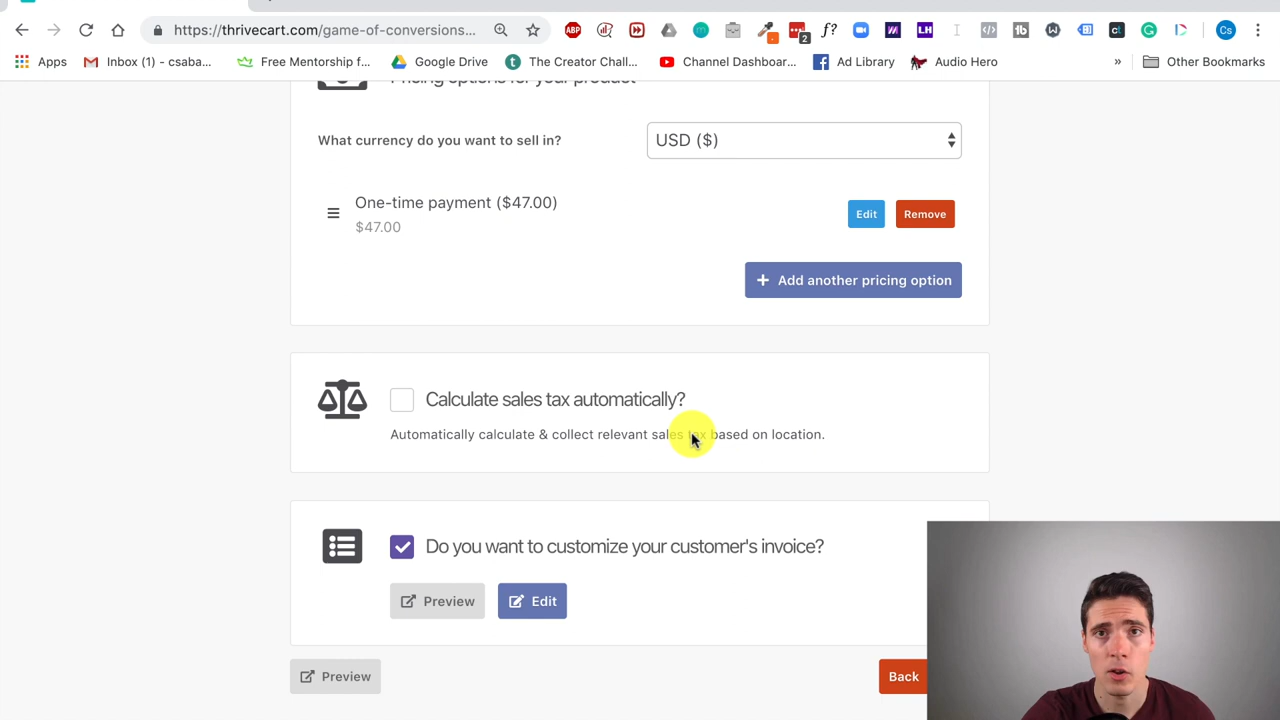 https://thrivecart.com/game-of-conversions...
ABP
2
f?
LH
Cs
Apps
Inbox (1) – csaba...
Free Mentorship f...
Google Drive
The Creator Chall...
Channel Dashboar...
Ad Library
Audio Hero
»
Other Bookmarks
Pricing options for your product
What currency do you want to sell in?
USD ($)
One-time payment ($47.00)
$47.00
Edit
Remove
+ Add another pricing option
Calculate sales tax automatically?
Automatically calculate & collect relevant sales tax based on location.
Do you want to customize your customer's invoice?
Preview
Edit
Preview
Back